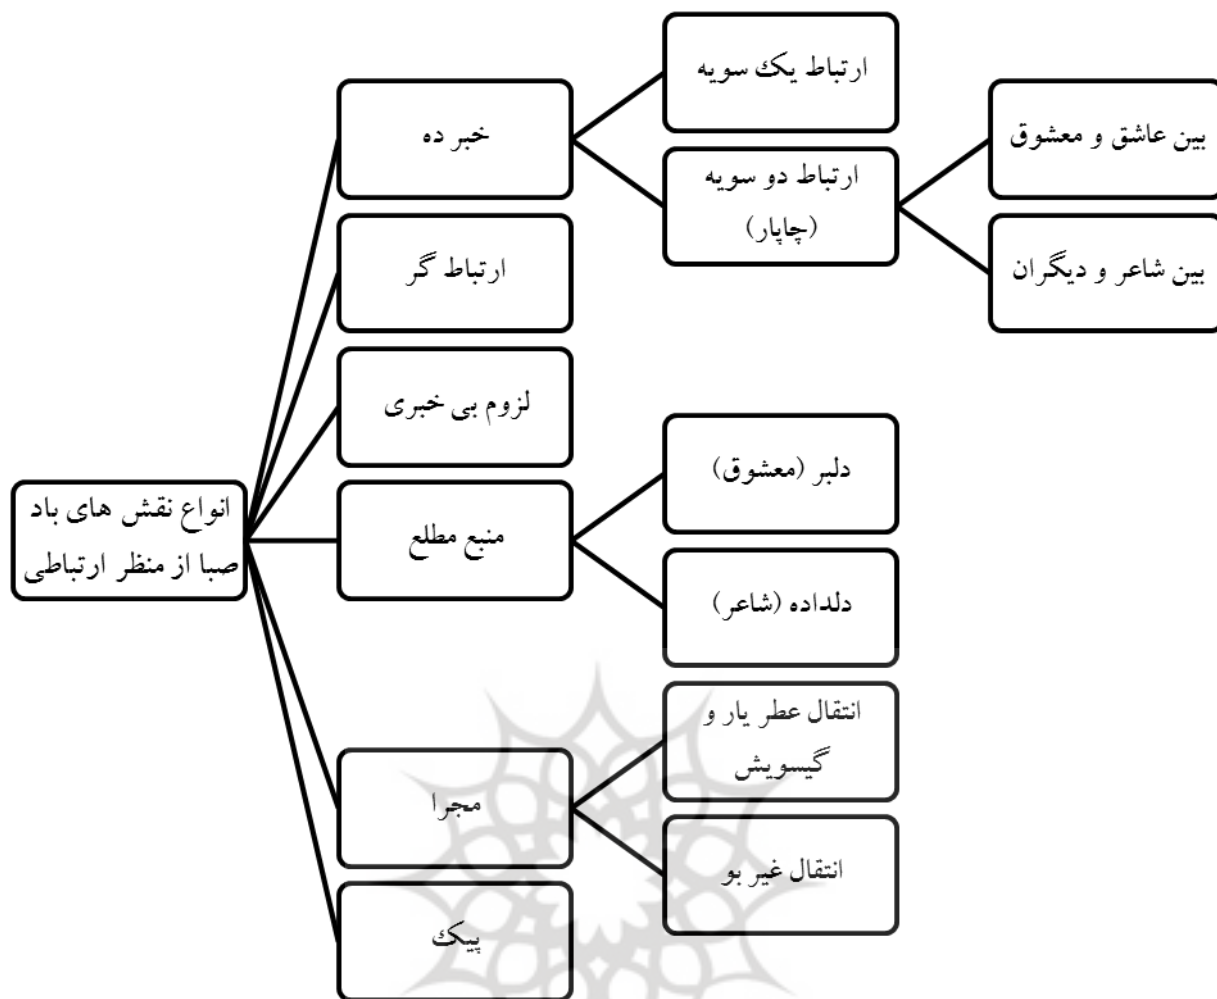 انواع نقش های باد
صبا از منظر ارتباطی
خبر ده
ارتباط یک سویه
ارتباط دو سویه
(چاپار)
بین عاشق و معشوق
بین شاعر و دیگران
ارتباط گر
لزوم بی خبری
منبع مطلع
دلبر (معشوق)
دلداده (شاعر)
مجرا
انتقال عطر یار و
گیسویش
انتقال غیر بو
پیک